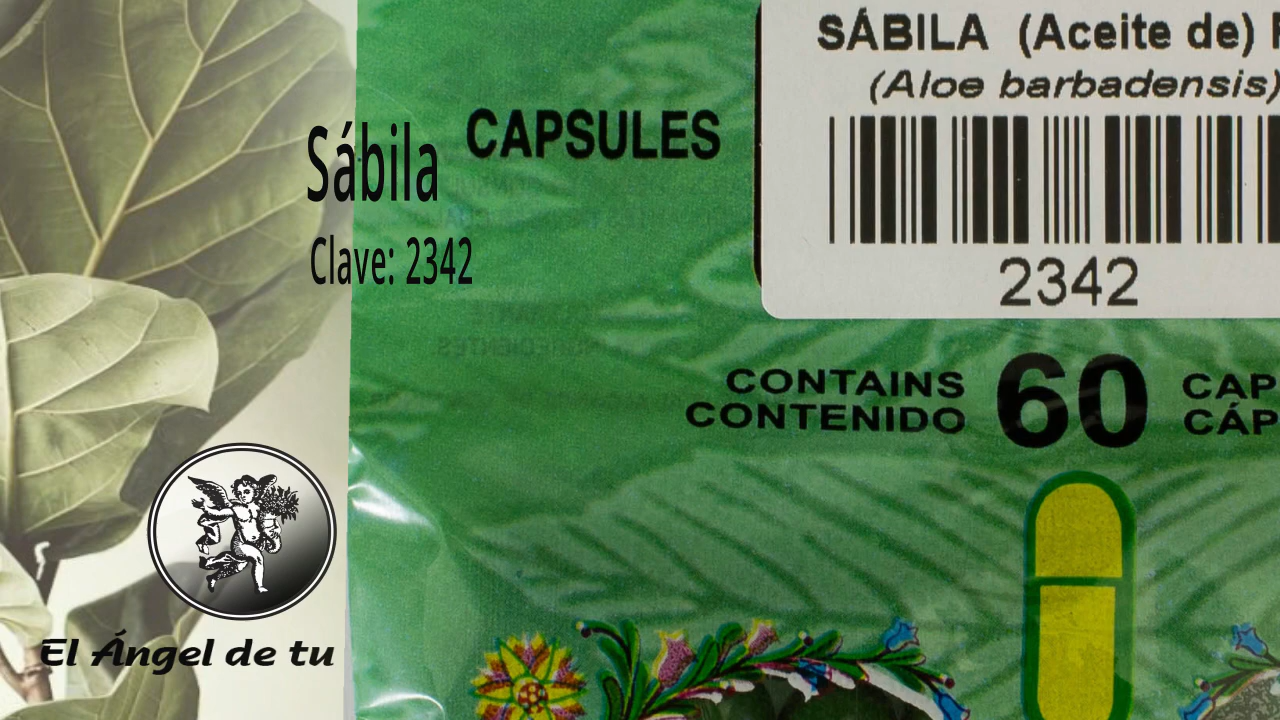 Sábila
Clave: 2342
El Ángel de tu
CAPSULES
SÁBILA (Aceite de)
(Aloe barbadensis)
2342
CONTAINS 60 CAP
CONTENIDO CÁP